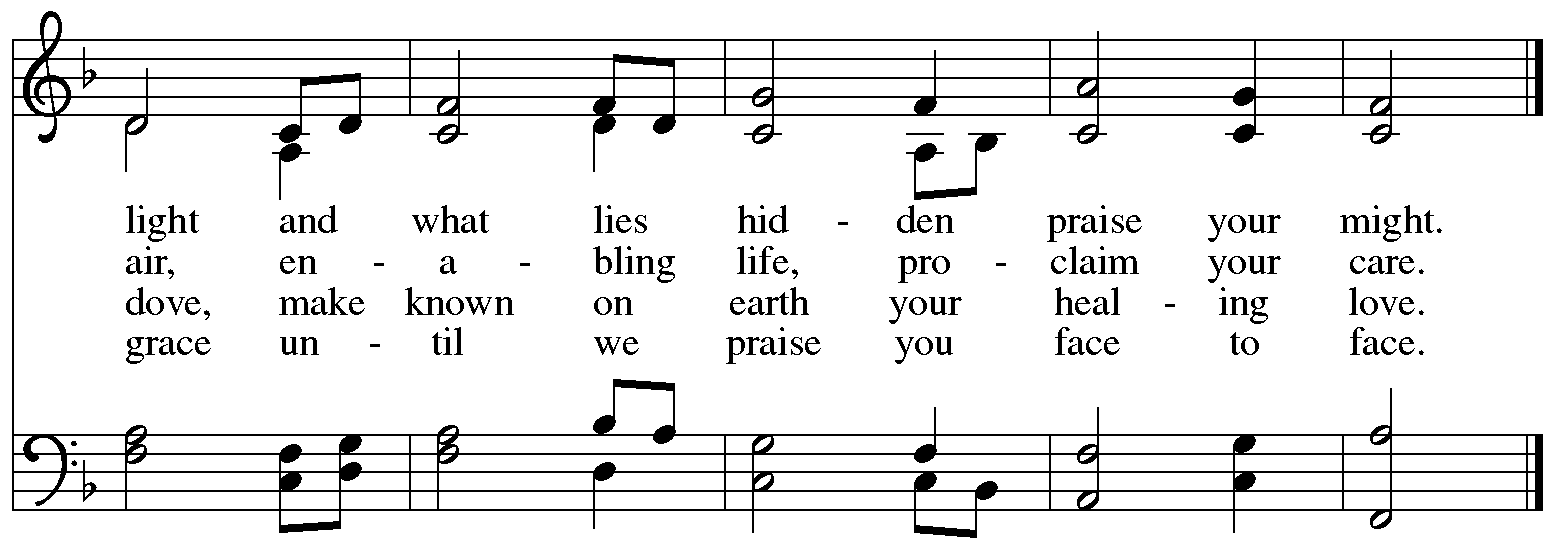 light and what lies hid - den praise your might.
air, en - a - bling life, pro - claim your care.
dove, make known on earth your heal - ing love.
grace un - til we praise you face to face.